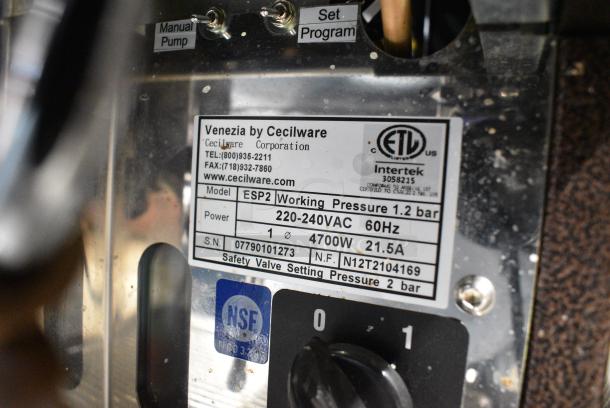 Manual
Pump
Set
Program
Venezia by Cecilware
Cecilware Corporation
TEL:(800)935-2211
FAX:(718)932-7860
www.cecilware.com
C ETL US
Intertek
3058215
Model ESP2 Working Pressure 1.2 bar
Power 220-240VAC 60Hz
1 ⌀ 4700W 21.5A
S.N. 07790101273 N.F. N12T2104169
Safety Valve Setting Pressure 2 bar
NSF
0 1